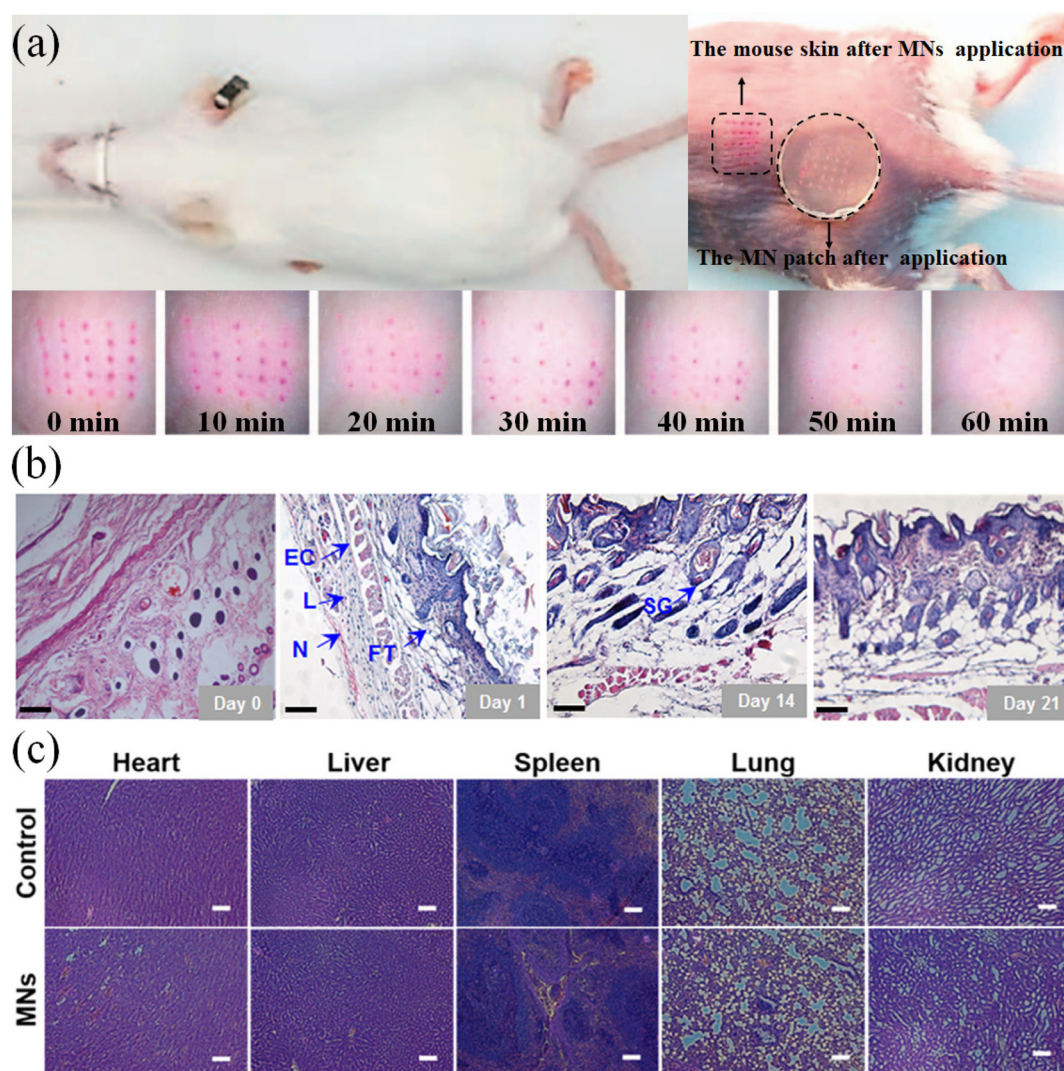 (a)
The mouse skin after MNs application
The MN patch after application
0 min
10 min
20 min
30 min
40 min
50 min
60 min
(b)
EC
L
N
FT
Day 0
Day 1
SG
Day 14
Day 21
(c)
Heart
Liver
Spleen
Lung
Kidney
Control
MNs